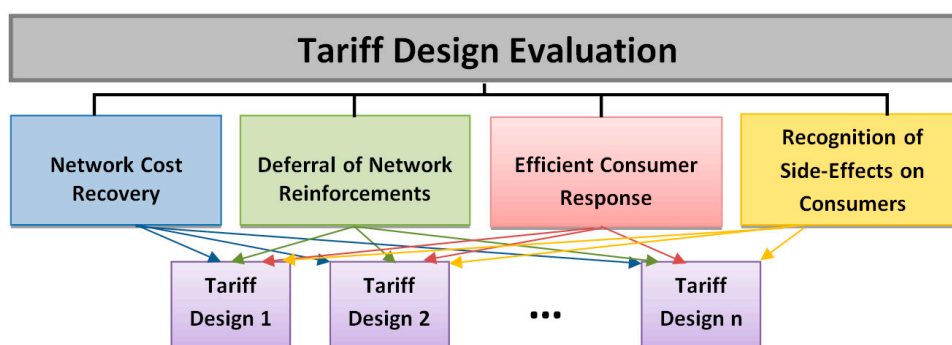 Tariff Design Evaluation
Network Cost
Recovery
Deferral of Network
Reinforcements
Efficient Consumer
Response
Recognition of
Side-Effects on
Consumers
Tariff
Design 1
Tariff
Design 2
...
Tariff
Design n